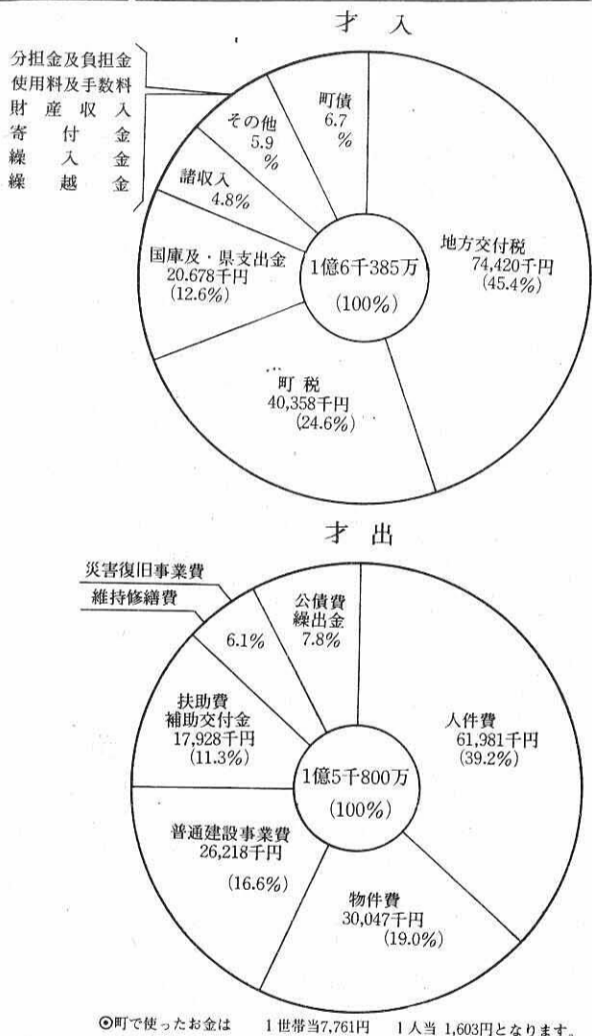 才入
分担金及負担金
使用料及手数料
財産収入
寄付金
繰入金
繰越金
町債
6.7
%
その他
5.9
%
諸収入
4.8%
国庫及・県支出金
20.678千円
(12.6%)
1億6千385万
(100%)
地方交付税
74,420千円
(45.4%)
町税
40,358千円
(24.6%)
才出
災害復旧事業費
維持修繕費
6.1%
公債費
繰出金
7.8%
扶助費
補助交付金
17,928千円
(11.3%)
人件費
61,981千円
(39.2%)
1億5千800万
(100%)
普通建設事業費
26,218千円
(16.6%)
物件費
30,047千円
(19.0%)
◉町で使ったお金は 1世帯当7,761円 1人当 1,603円となります。